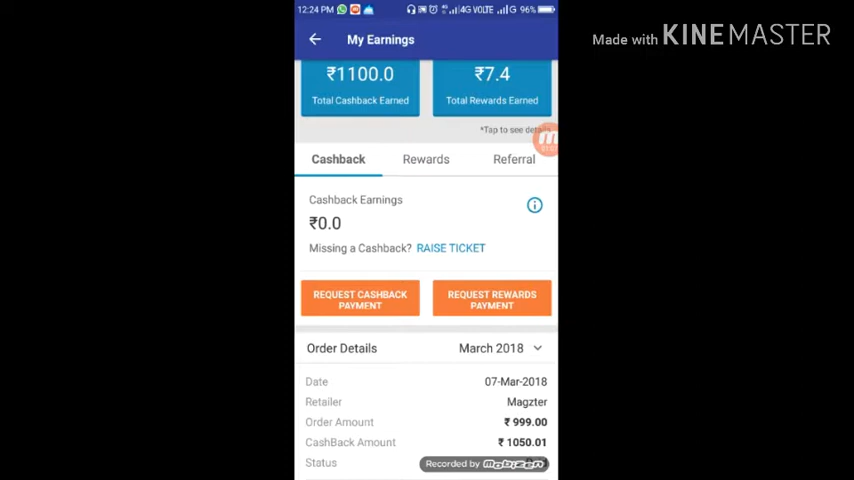 12:24 PM 4G VOLTE G 96%
Made with KINEMASTER
My Earnings
₹1100.0 ₹7.4
Total Cashback Earned Total Rewards Earned
*Tap to see
Cashback Rewards Referral
Cashback Earnings
₹0.0
Missing a Cashback? RAISE TICKET
REQUEST CASHBACK PAYMENT
REQUEST REWARDS PAYMENT
Order Details March 2018
Date 07-Mar-2018
Retailer Magzter
Order Amount ₹ 999.00
CashBack Amount ₹ 1050.01
Status
Recorded by mobizen